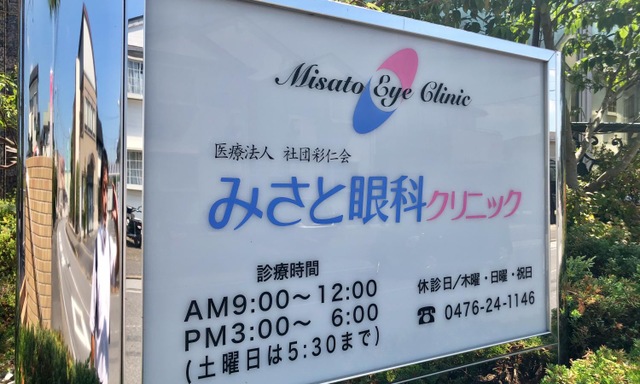 Misato Eye Clinic
医療法人 社団彩仁会
みさと眼科クリニック
診療時間
AM9:00〜12:00
PM3:00〜 6:00
(土曜日は5:30まで)
休診日/木曜・日曜・祝日
☎ 0476-24-1146